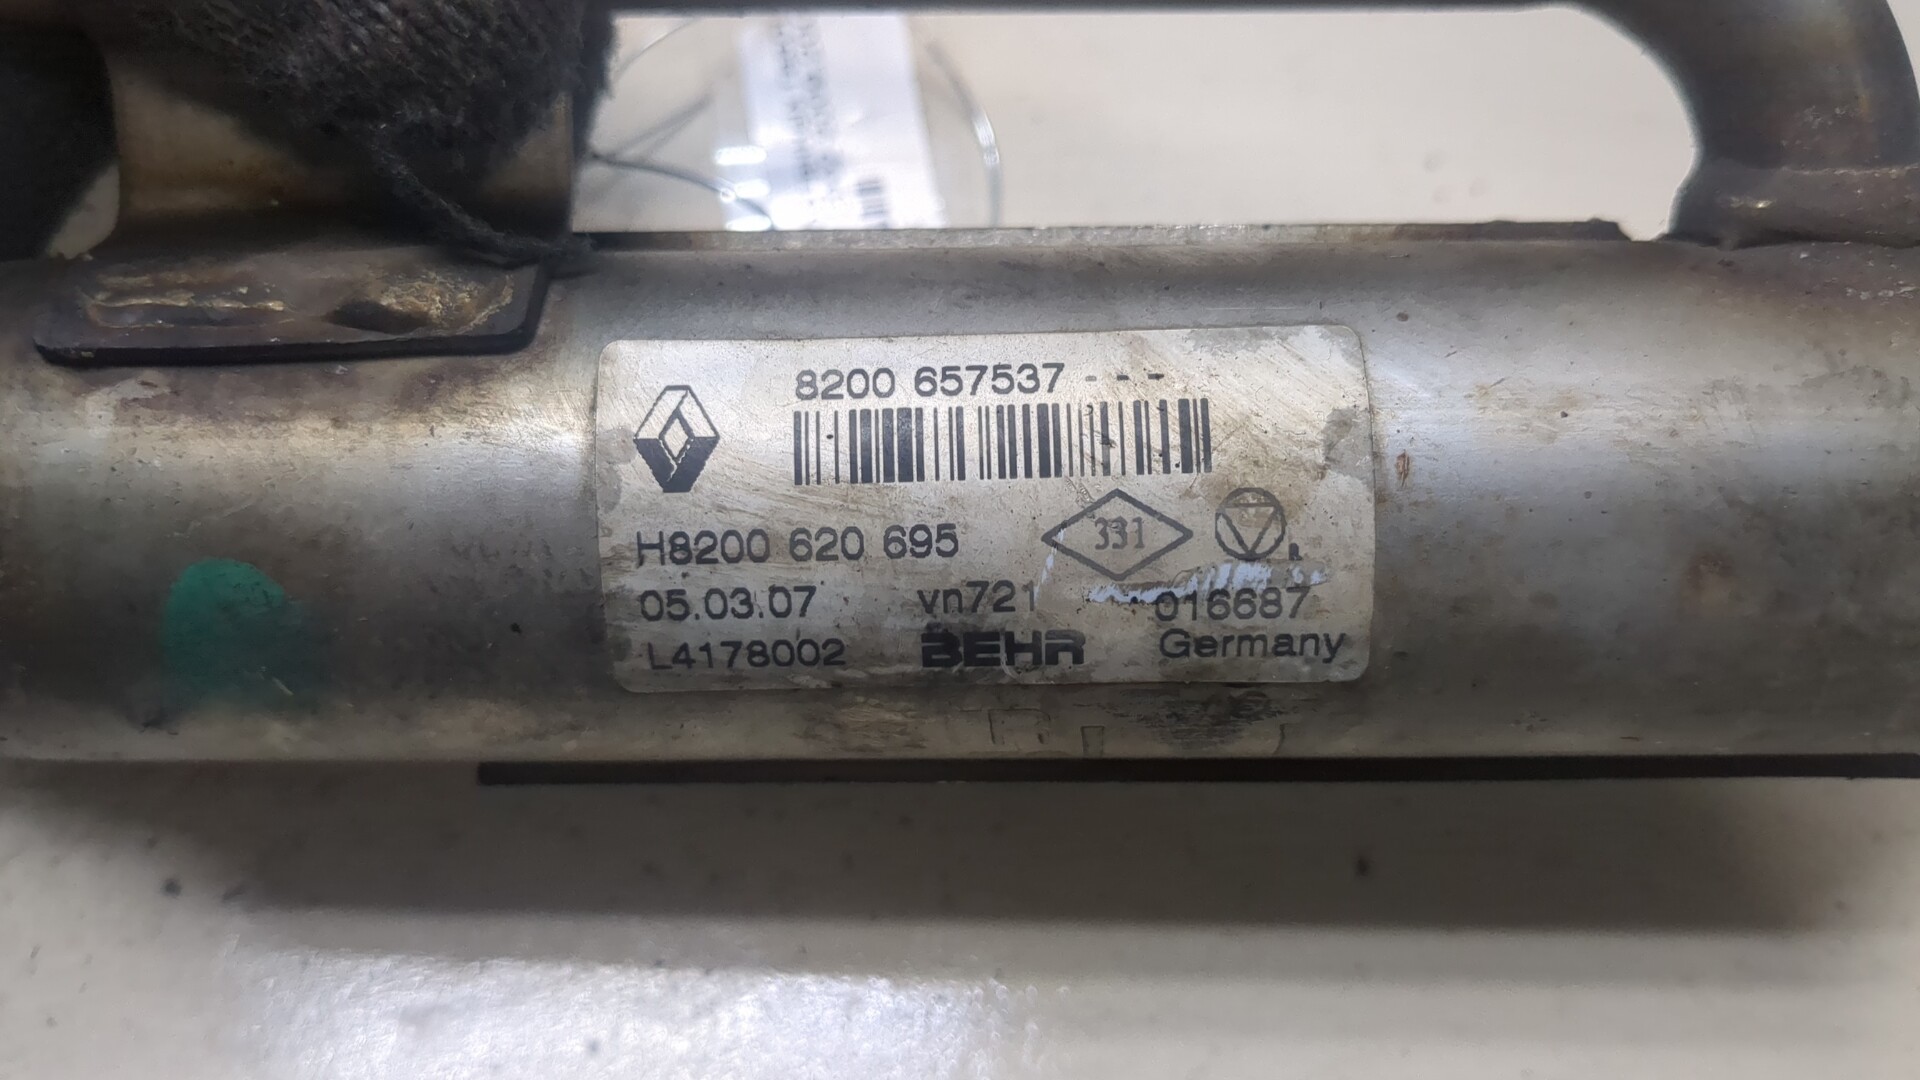 8200 657537 - - -
H8200 620 695 331
R
05.03.07 vn721 016687
L4178002 BEHR Germany